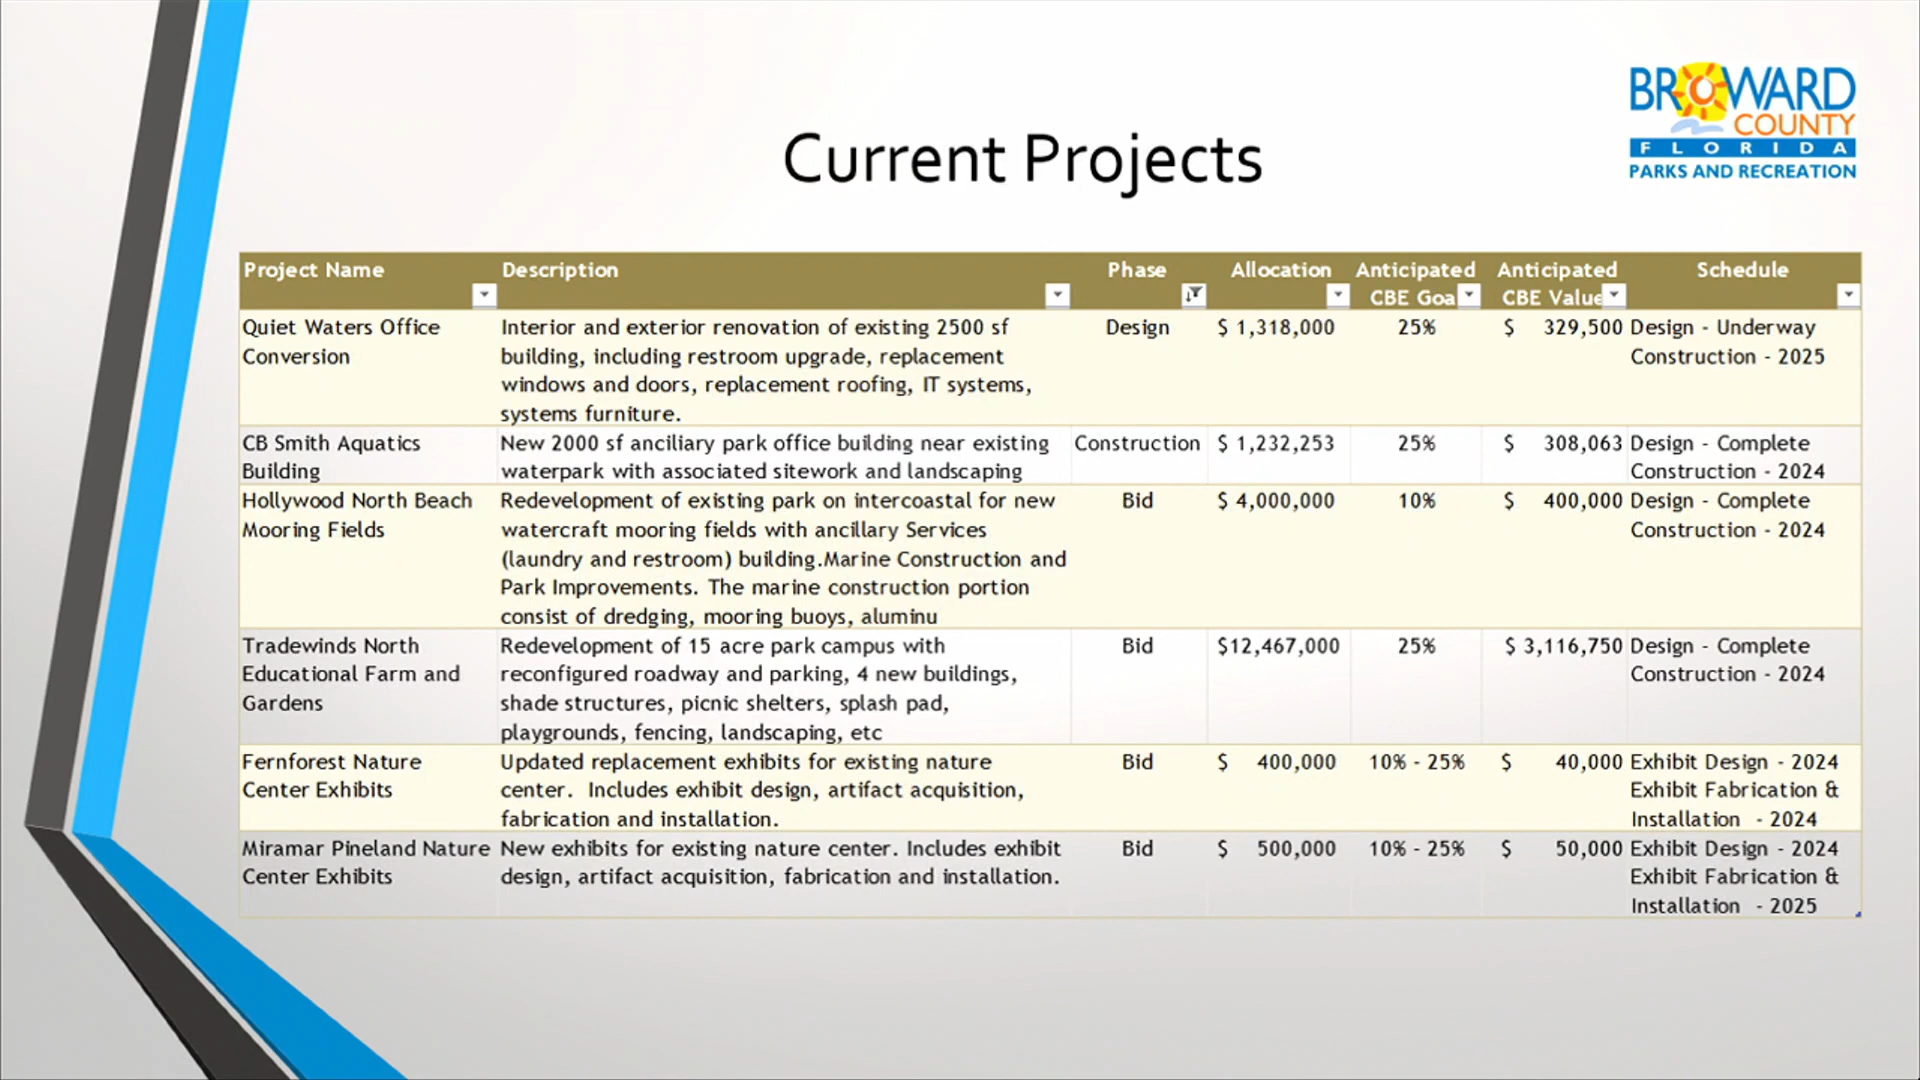 BROWARD
COUNTY
FLORIDA
PARKS AND RECREATION
Current Projects
Project Name Description Phase Allocation Anticipated CBE Goa Anticipated CBE Value Schedule
Quiet Waters Office
Conversion
Interior and exterior renovation of existing 2500 sf
building, including restroom upgrade, replacement
windows and doors, replacement roofing, IT systems,
systems furniture.
Design
$ 1,318,000
25%
$ 329,500
Design - Underway
Construction - 2025
CB Smith Aquatics
Building
New 2000 sf anciliary park office building near existing
waterpark with associated sitework and landscaping
Construction
$ 1,232,253
25%
$ 308,063
Design - Complete
Construction - 2024
Hollywood North Beach
Mooring Fields
Redevelopment of existing park on intercoastal for new
watercraft mooring fields with ancillary Services
(laundry and restroom) building.Marine Construction and
Park Improvements. The marine construction portion
consist of dredging, mooring buoys, aluminu
Bid
$ 4,000,000
10%
$ 400,000
Design - Complete
Construction - 2024
Tradewinds North
Educational Farm and
Gardens
Redevelopment of 15 acre park campus with
reconfigured roadway and parking, 4 new buildings,
shade structures, picnic shelters, splash pad,
playgrounds, fencing, landscaping, etc
Bid
$12,467,000
25%
$ 3,116,750
Design - Complete
Construction - 2024
Fernforest Nature
Center Exhibits
Updated replacement exhibits for existing nature
center. Includes exhibit design, artifact acquisition,
fabrication and installation.
Bid
$ 400,000
10% - 25%
$ 40,000
Exhibit Design - 2024
Exhibit Fabrication &
Installation - 2024
Miramar Pineland Nature
Center Exhibits
New exhibits for existing nature center. Includes exhibit
design, artifact acquisition, fabrication and installation.
Bid
$ 500,000
10% - 25%
$ 50,000
Exhibit Design - 2024
Exhibit Fabrication &
Installation - 2025